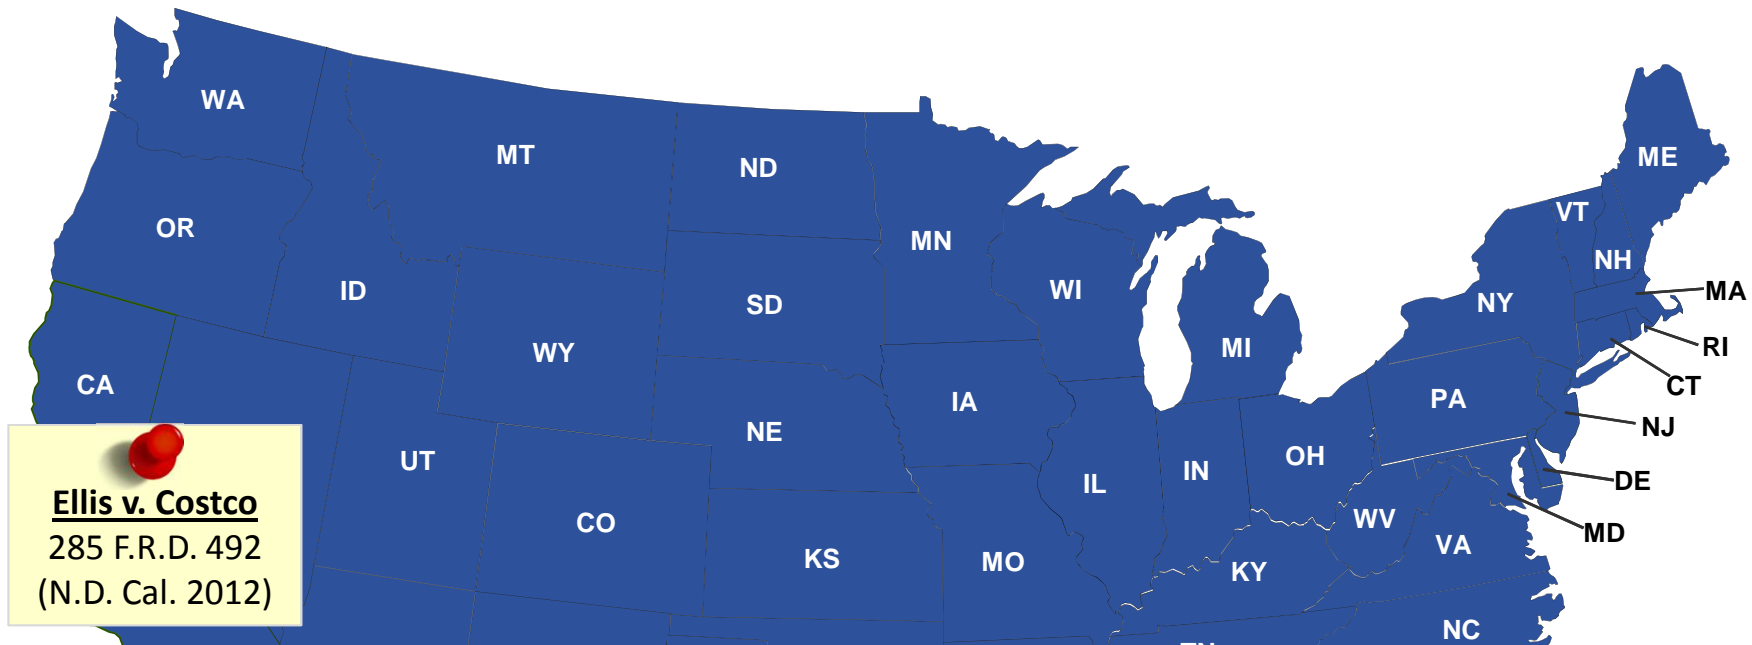 WA
MT
ND
ME
OR
MN
VT
NH
ID
WI
MA
SD
NY
WY
MI
RI
CA
CT
IA
PA
NE
NJ
UT
OH
IN
IL
DE
Ellis v. Costco
285 F.R.D. 492
(N.D. Cal. 2012)
CO
WV
MD
VA
KS
MO
KY
NC